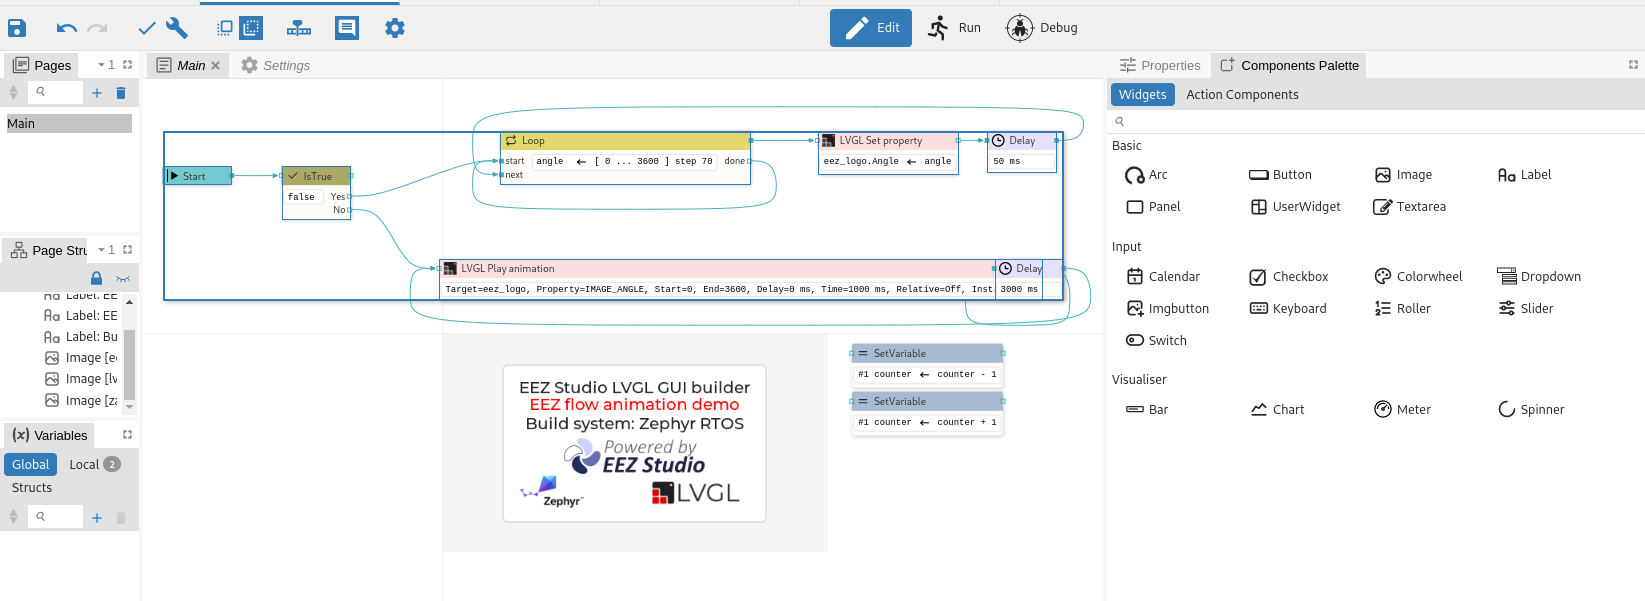 Edit
Run
Debug
Pages
1
Main
Settings
Properties
Components Palette
Widgets
Action Components
Main
Page Stru
1
Label: EE
Label: EE
Label: Bu
Image [e
Image [lv
Image [za
(x) Variables
Global
Local 2
Structs
Start
IsTrue
false
Yes
No
Loop
start angle ← [ 0 ... 3600 ] step 70 done
next
LVGL Set property
eez_logo.Angle ← angle
Delay
50 ms
LVGL Play animation
Target=eez_logo, Property=IMAGE_ANGLE, Start=0, End=3600, Delay=0 ms, Time=1000 ms, Relative=Off, Inst
Delay
3000 ms
SetVariable
#1 counter ← counter - 1
SetVariable
#1 counter ← counter + 1
EEZ Studio LVGL GUI builder
EEZ flow animation demo
Build system: Zephyr RTOS
Powered by
EEZ Studio
Zephyr™
LVGL
Basic
Arc
Button
Image
Label
Panel
UserWidget
Textarea
Input
Calendar
Checkbox
Colorwheel
Dropdown
Imgbutton
Keyboard
Roller
Slider
Switch
Visualiser
Bar
Chart
Meter
Spinner